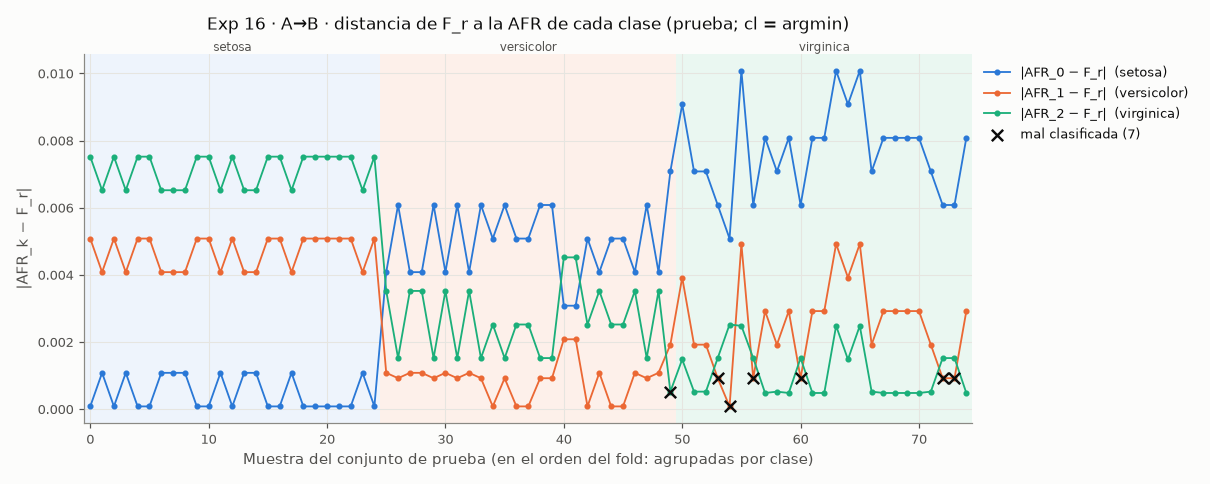 Exp 16 · A→B · distancia de F_r a la AFR de cada clase (prueba; cl = argmin)
setosa
versicolor
virginica
|AFR_0 − F_r| (setosa)
|AFR_1 − F_r| (versicolor)
|AFR_2 − F_r| (virginica)
mal clasificada (7)
|AFR_k − F_r|
0.010
0.008
0.006
0.004
0.002
0.000
0 10 20 30 40 50 60 70
Muestra del conjunto de prueba (en el orden del fold: agrupadas por clase)